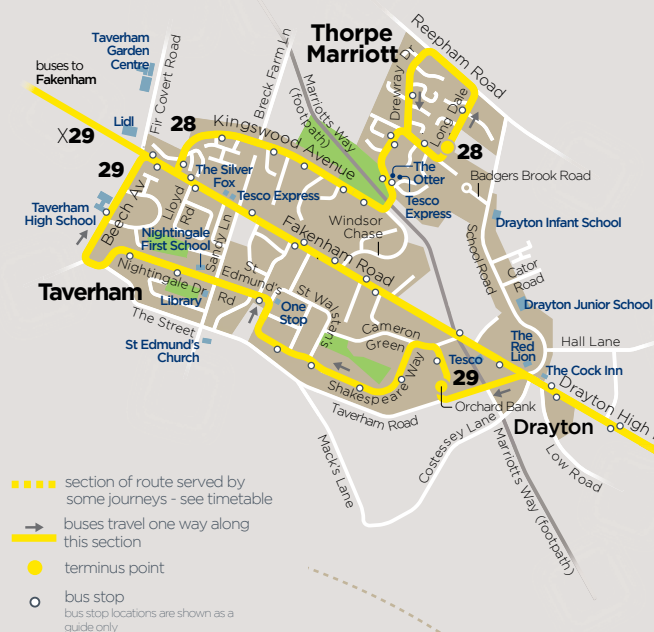 Taverham
Garden
Centre
Thorpe
Marriott
Reepham Road
buses to
Fakenham
Fir Covert Road
Breck Farm Ln
Marriott's Way
(footpath)
Drewray Dr
Long Dale
Lidl
X29
28
Kingswood Avenue
28
29
The Silver
Fox
Tesco Express
The
Otter
Tesco
Express
Badgers Brook Road
Taverham
High School
Beech Av
Lloyd
Rd
Sandy Ln
Nightingale
First School
Fakenham Road
Windsor
Chase
Drayton Infant School
School Road
Cator
Road
Nightingale Dr
Library
Rd
St
Edmund's
One
Stop
St Walstans
Cameron
Green
Drayton Junior School
Taverham
The Street
St Edmund's
Church
Shakespeare Way
Tesco
29
The
Red
Lion
Hall Lane
The Cock Inn
Orchard Bank
Drayton High
Taverham Road
Drayton
Mack's Lane
Costessey Lane
Low Road
Marriott's Way (footpath)
section of route served by
some journeys - see timetable
buses travel one way along
this section
terminus point
bus stop
bus stop locations are shown as a
guide only